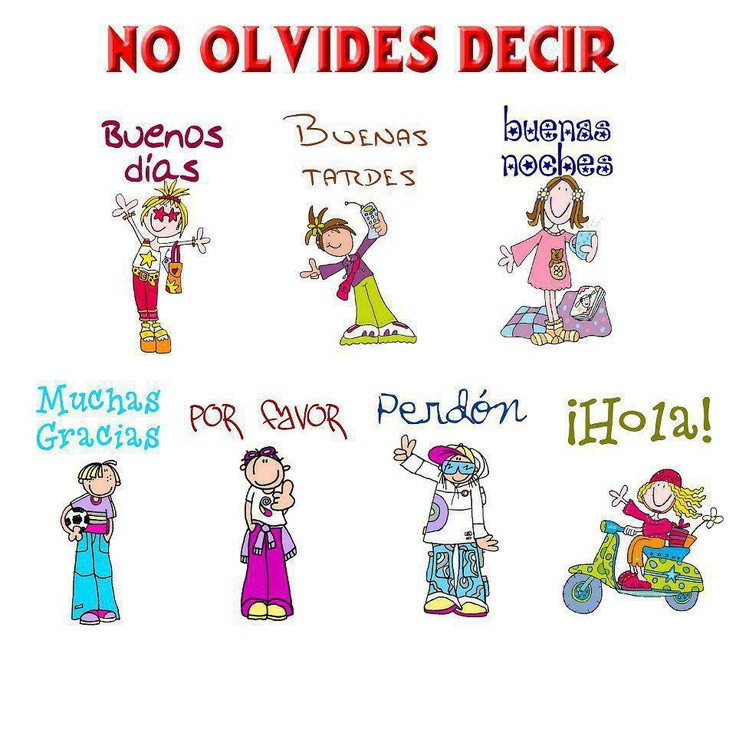 NO OLVIDES DECIR
Buenos
días
BUENAS
TARDES
buenas
noches
Muchas
Gracias
POR FAVOR
Perdón
¡Hola!